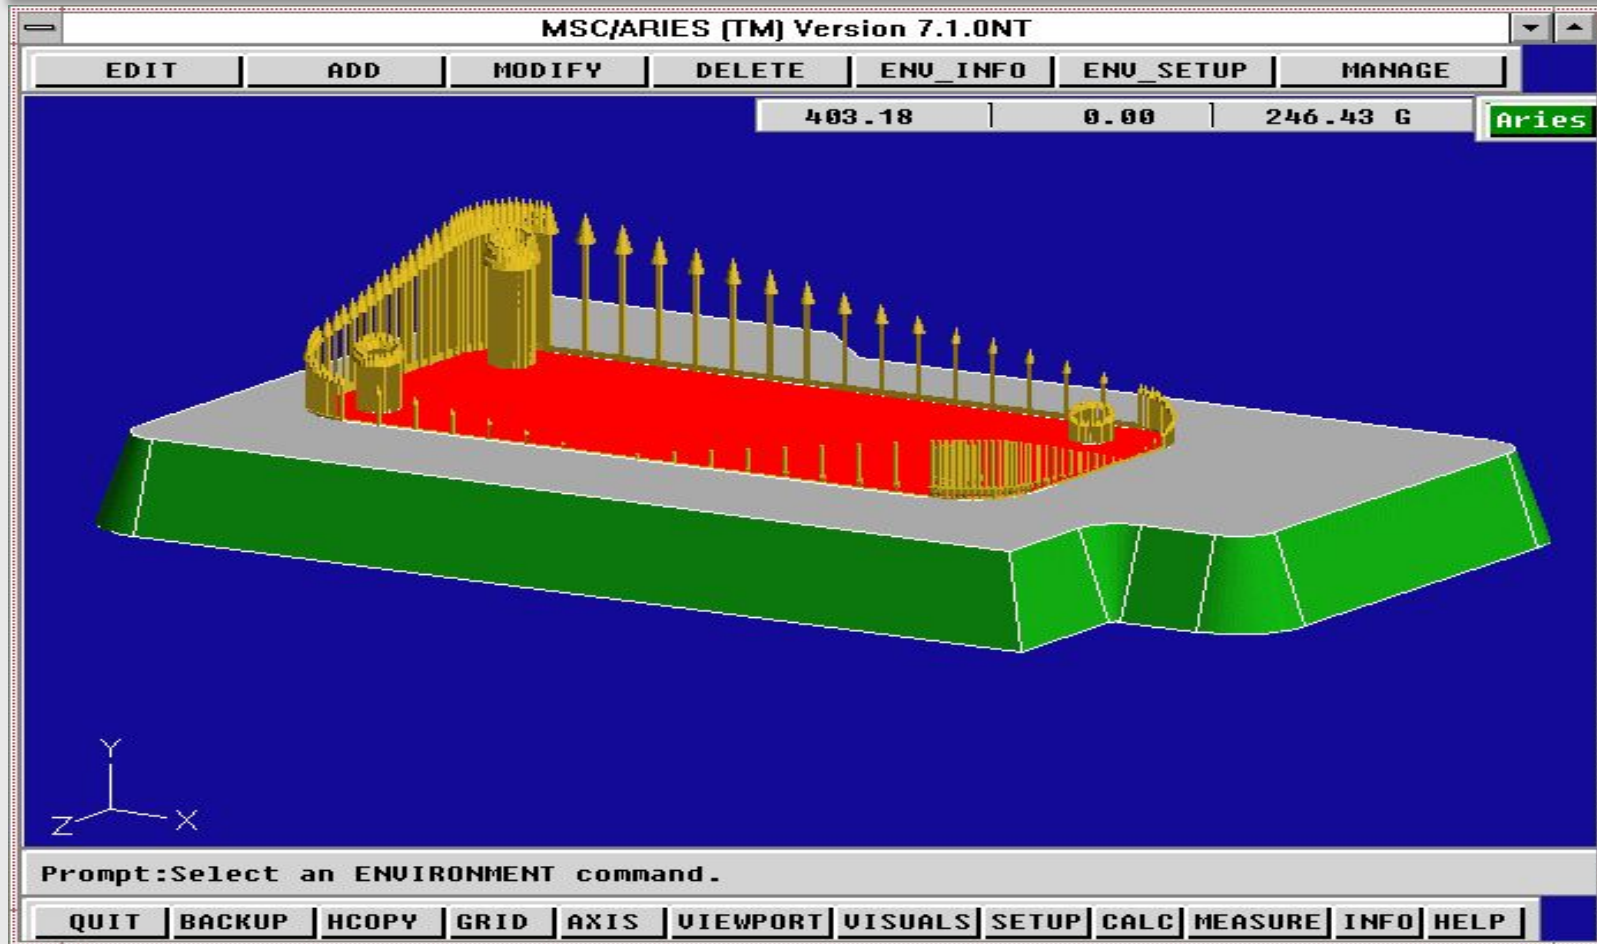 MSC/ARIES (TM) Version 7.1.0NT
EDIT ADD MODIFY DELETE ENV_INFO ENV_SETUP MANAGE
403.18 0.00 246.43 G Aries
Y
Z X
Prompt:Select an ENVIRONMENT command.
QUIT BACKUP HCOPY GRID AXIS VIEWPORT VISUALS SETUP CALC MEASURE INFO HELP